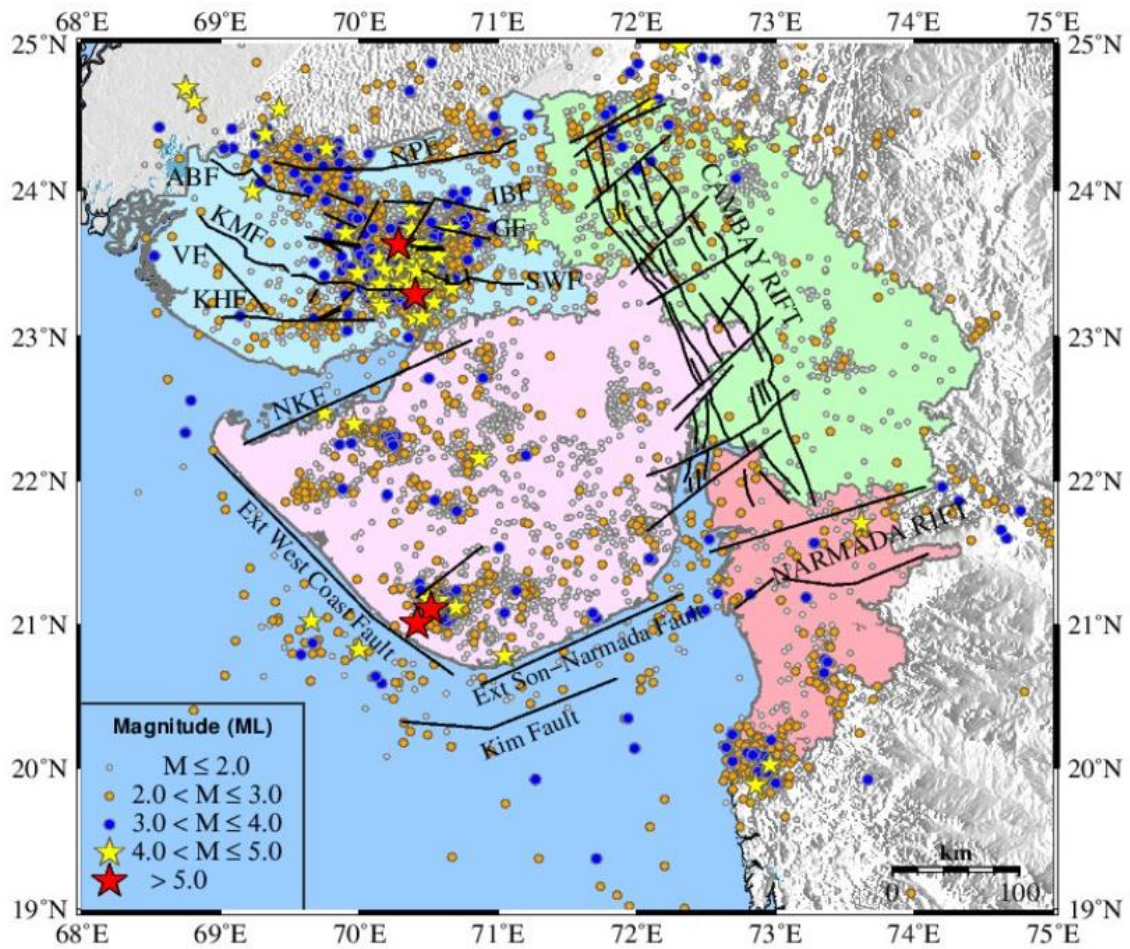 68°E 69°E 70°E 71°E 72°E 73°E 74°E 75°E
25°N 25°N
NPF
ABF
24°N 24°N
IBF
CAMBAY RIFT
KMF
GF
VF
SWF
KHF
23°N 23°N
NKF
22°N 22°N
Ext West Coast Fault
NARMADA RIFT
21°N 21°N
Ext Son-Narmada Fault
Kim Fault
Magnitude (ML)
M ≤ 2.0
2.0 < M ≤ 3.0
3.0 < M ≤ 4.0
4.0 < M ≤ 5.0
> 5.0
20°N 20°N
km
0 100
19°N 19°N
68°E 69°E 70°E 71°E 72°E 73°E 74°E 75°E